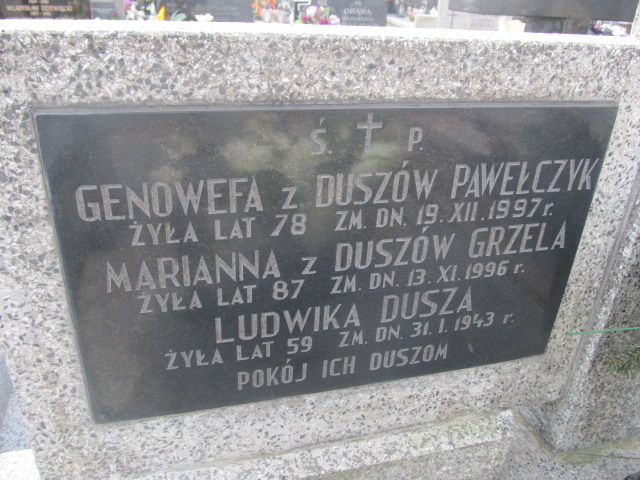 Ś. P.
GENOWEFA z DUSZÓW PAWEŁCZYK
ŻYŁA LAT 78 ZM. DN. 19. XII. 1997 r.
MARIANNA z DUSZÓW GRZELA
ŻYŁA LAT 87 ZM. DN. 13. XI. 1996 r.
LUDWIKA DUSZA
ŻYŁA LAT 59 ZM. DN. 31. I. 1943 r.
POKÓJ ICH DUSZOM